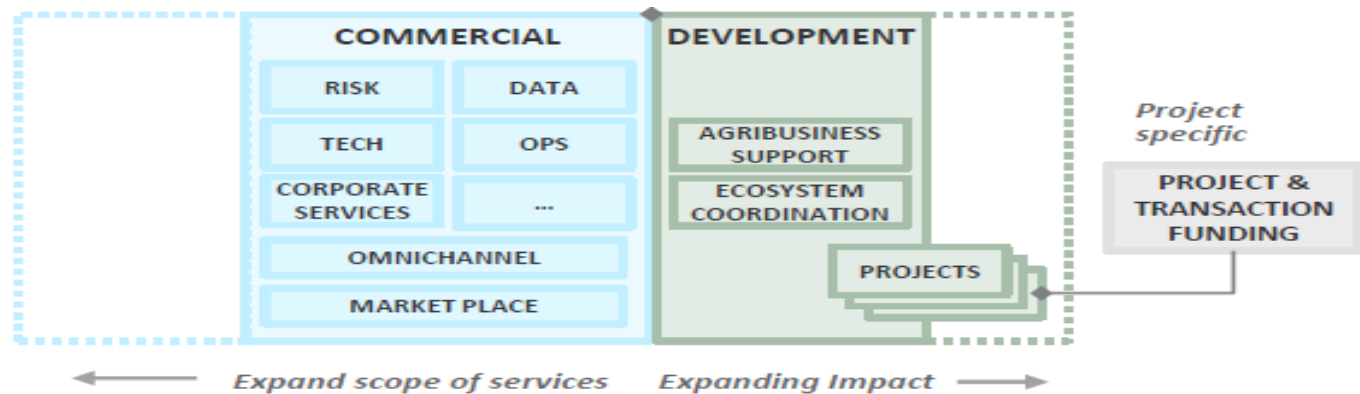 COMMERCIAL
RISK
DATA
TECH
OPS
CORPORATE
SERVICES
...
OMNICHANNEL
MARKET PLACE
DEVELOPMENT
AGRIBUSINESS
SUPPORT
ECOSYSTEM
COORDINATION
PROJECTS
Project
specific
PROJECT &
TRANSACTION
FUNDING
Expand scope of services
Expanding Impact